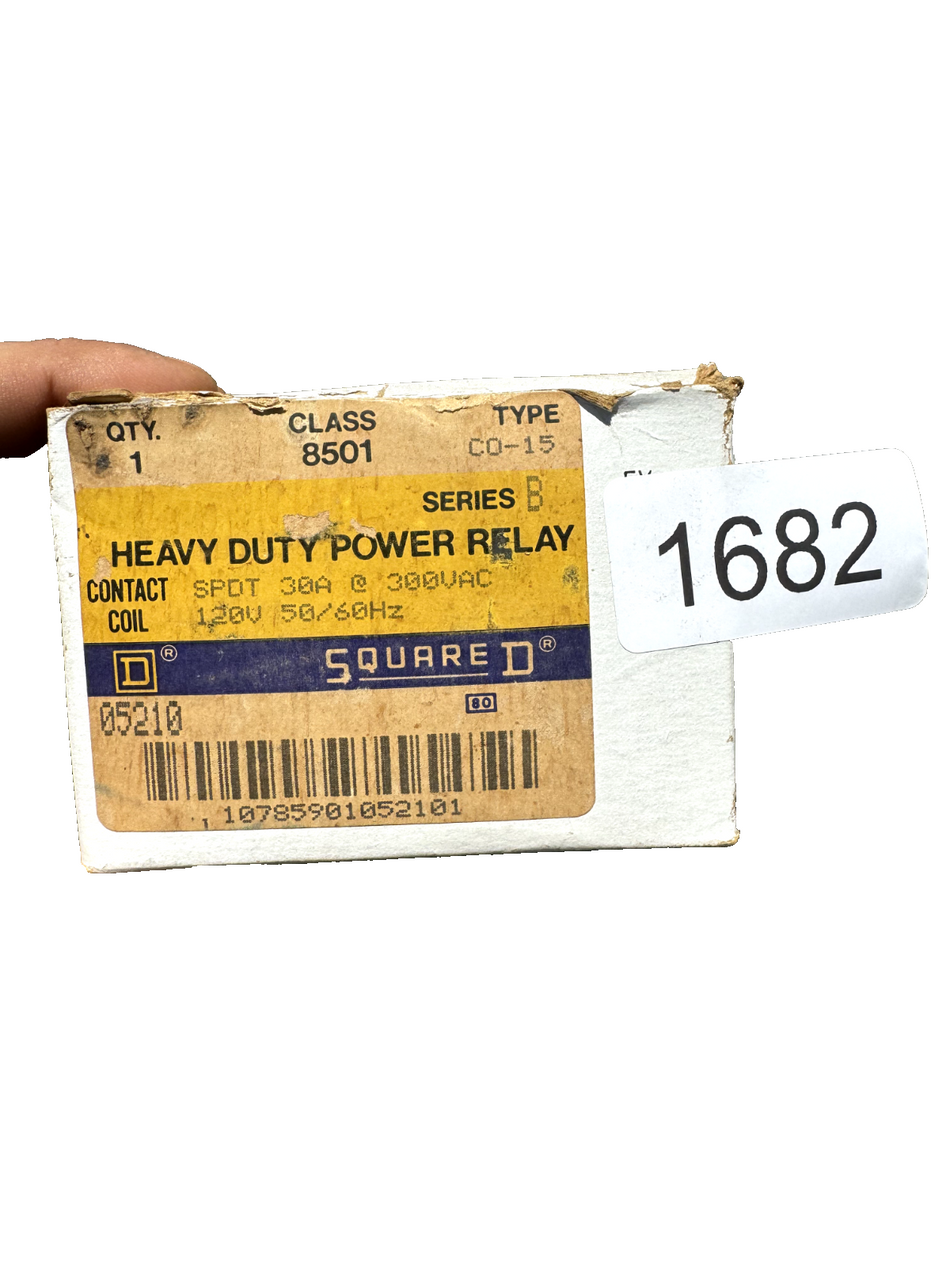 QTY. CLASS TYPE
1 8501 CO-15
SERIES B
HEAVY DUTY POWER RELAY
CONTACT SPDT 30A @ 300VAC
COIL 120V 50/60Hz
D ® SQUARE D ®
05210 80
10785901052101
1682